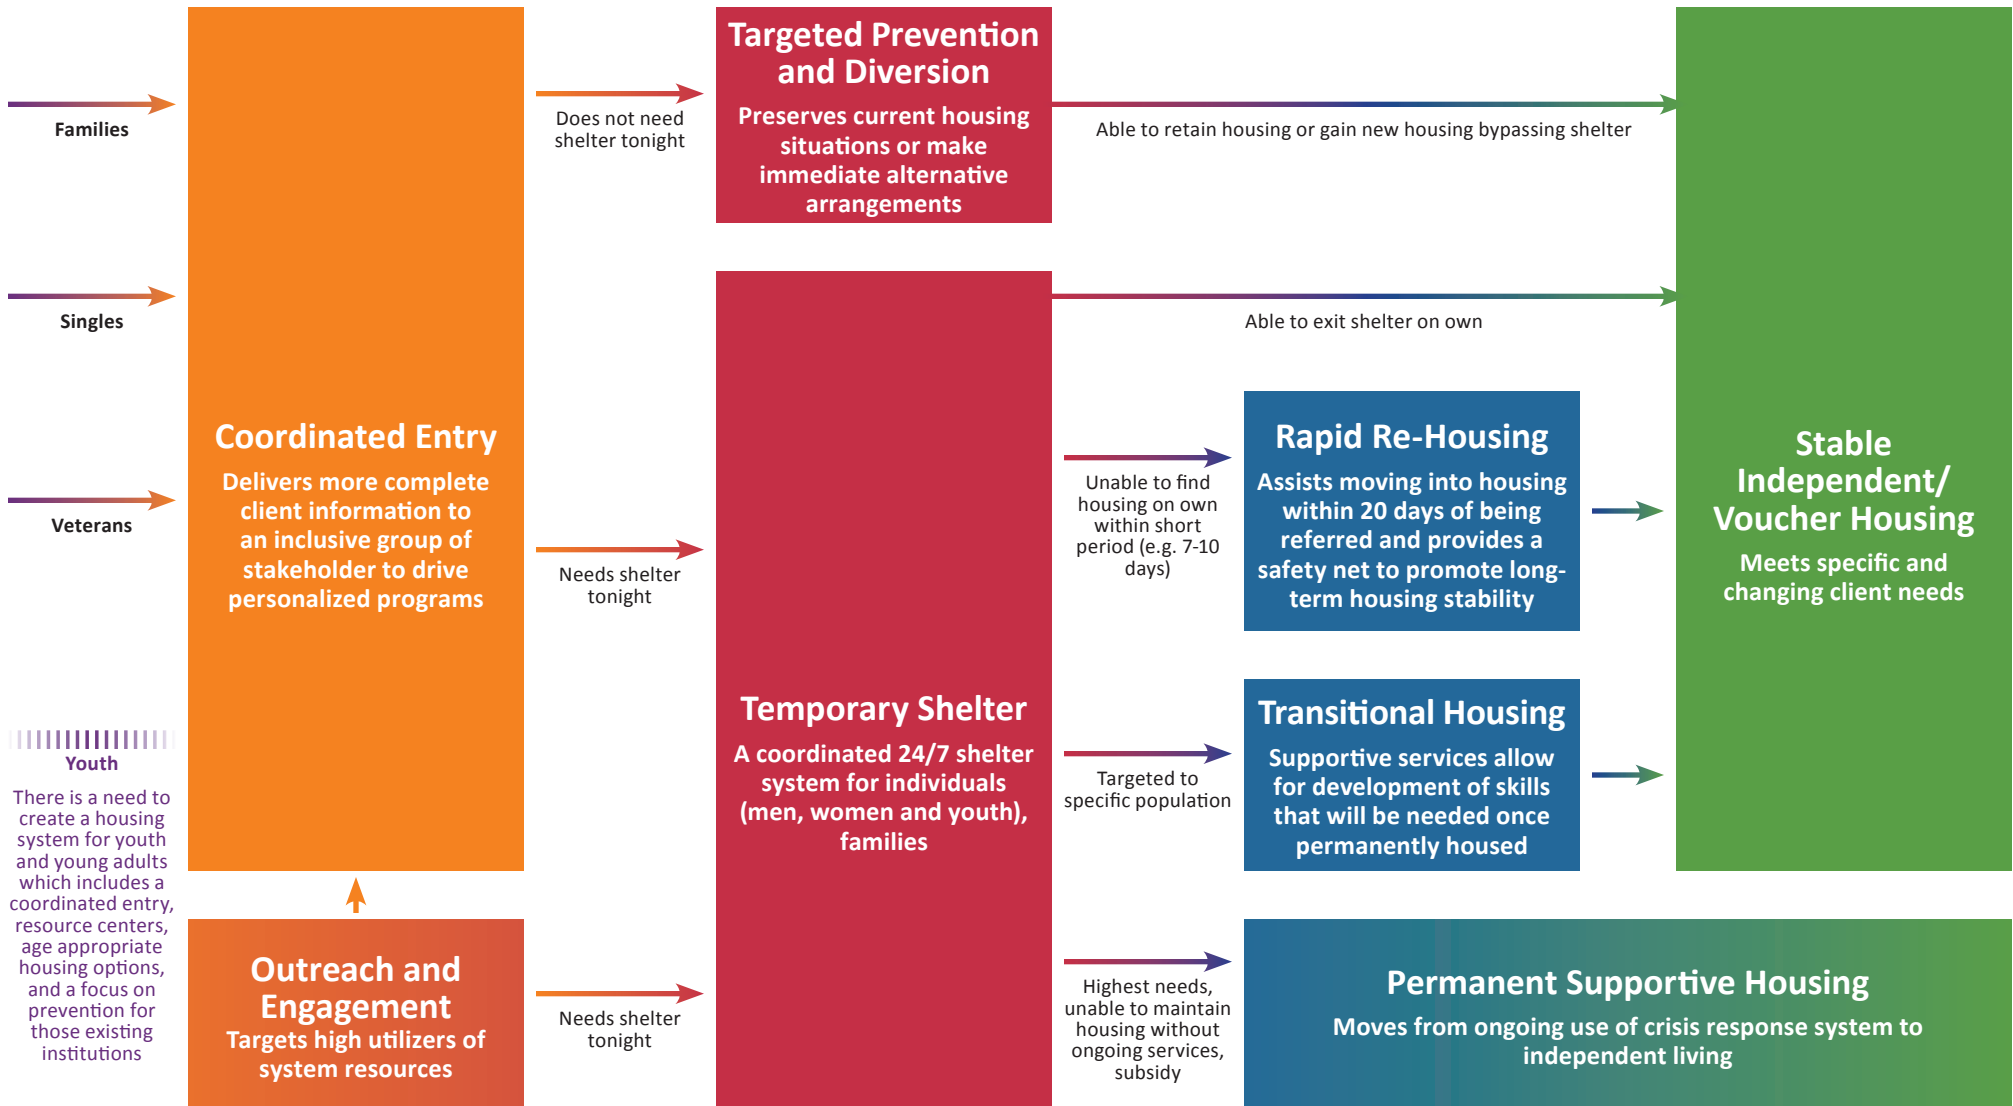 Families
Singles
Veterans
Youth
There is a need to
create a housing
system for youth
and young adults
which includes a
coordinated entry,
resource centers,
age appropriate
housing options,
and a focus on
prevention for
those existing
institutions
Coordinated Entry
Delivers more complete
client information to
an inclusive group of
stakeholder to drive
personalized programs
Outreach and
Engagement
Targets high utilizers of
system resources
Does not need
shelter tonight
Needs shelter
tonight
Needs shelter
tonight
Targeted Prevention
and Diversion
Preserves current housing
situations or make
immediate alternative
arrangements
Temporary Shelter
A coordinated 24/7 shelter
system for individuals
(men, women and youth),
families
Able to retain housing or gain new housing bypassing shelter
Able to exit shelter on own
Unable to find
housing on own
within short
period (e.g. 7-10
days)
Targeted to
specific population
Highest needs,
unable to maintain
housing without
ongoing services,
subsidy
Rapid Re-Housing
Assists moving into housing
within 20 days of being
referred and provides a
safety net to promote long-
term housing stability
Transitional Housing
Supportive services allow
for development of skills
that will be needed once
permanently housed
Stable
Independent/
Voucher Housing
Meets specific and
changing client needs
Permanent Supportive Housing
Moves from ongoing use of crisis response system to
independent living